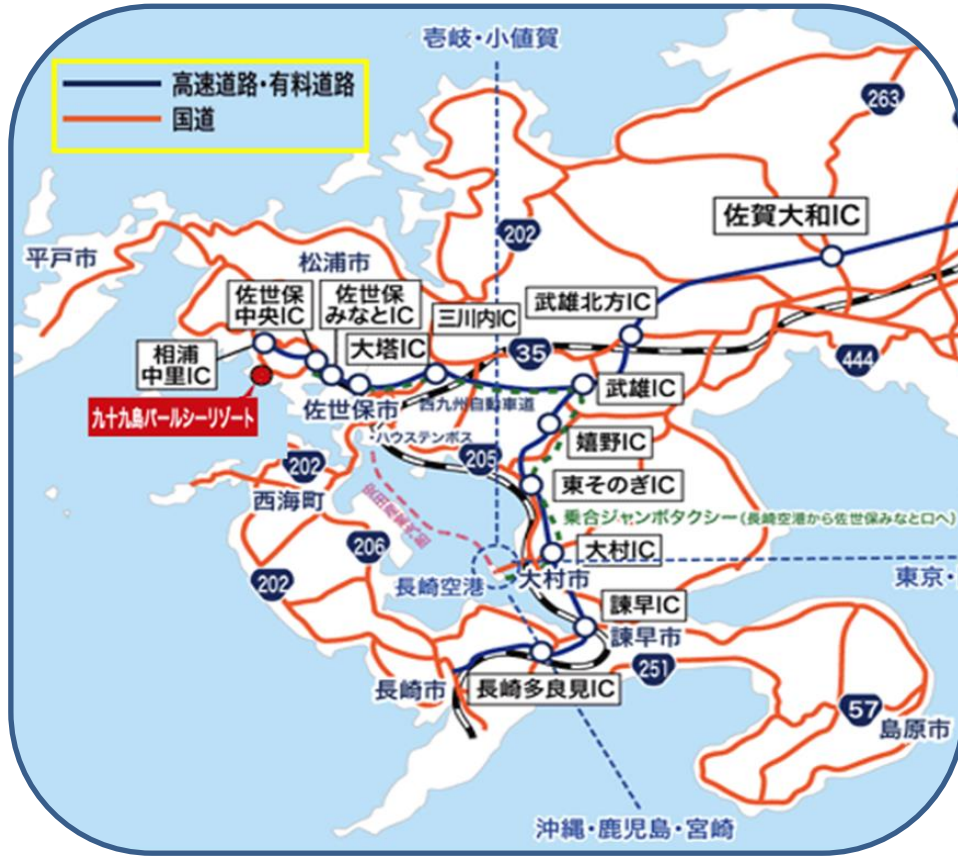 壱岐・小値賀
高速道路・有料道路
国道
263
佐賀大和IC
202
平戸市
松浦市
佐世保
中央IC
佐世保
みなとIC
三川内IC
武雄北方IC
相浦
中里IC
大塔IC
35
444
九十九島パールシーリゾート
佐世保市
西九州自動車道
武雄IC
・ハウステンボス
嬉野IC
202
205
東そのぎIC
西海町
乗合ジャンボタクシー(長崎空港から佐世保みなと口へ)
206
大村IC
202
長崎空港
大村市
東京・
諫早IC
諫早市
251
長崎市
長崎多良見IC
57
島原市
沖縄・鹿児島・宮崎